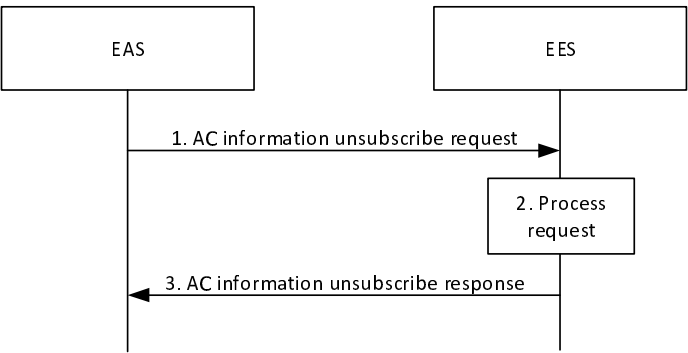 EAS
EES
1. AC information unsubscribe request
2. Process
request
3. AC information unsubscribe response